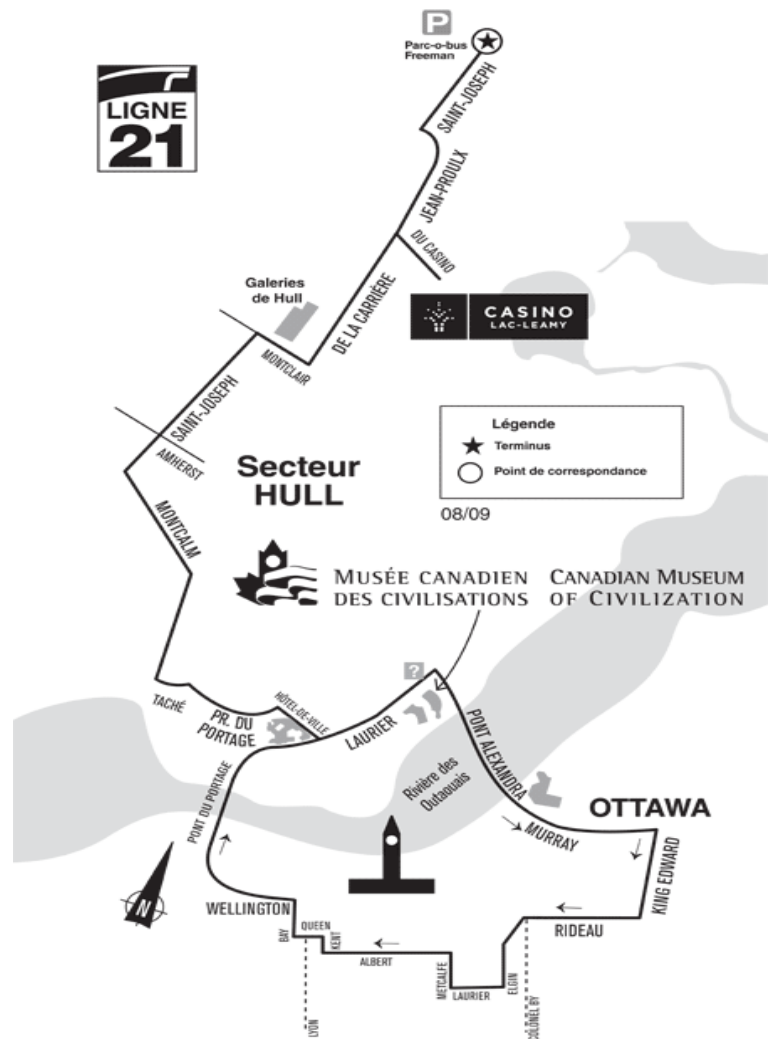 P
Parc-o-bus
Freeman
SAINT-JOSEPH
LIGNE
21
JEAN-PROULX
DU CASINO
Galeries
de Hull
DE LA CARRIÈRE
CASINO
LAC-LEAMY
MONTCLAIR
SAINT-JOSEPH
Légende
Terminus
Point de correspondance
AMHERST
Secteur
HULL
08/09
MONTCALM
MUSÉE CANADIEN
DES CIVILISATIONS
CANADIAN MUSEUM
OF CIVILIZATION
?
TACHÉ
PR. DU
PORTAGE
HÔTEL-DE-VILLE
LAURIER
PONT ALEXANDRA
Rivière des
Outaouais
PONT DU PORTAGE
OTTAWA
MURRAY
KING EDWARD
N
WELLINGTON
RIDEAU
BAY
QUEEN
KENT
ALBERT
METCALFE
LAURIER
ELGIN
COLONEL BY
LYON